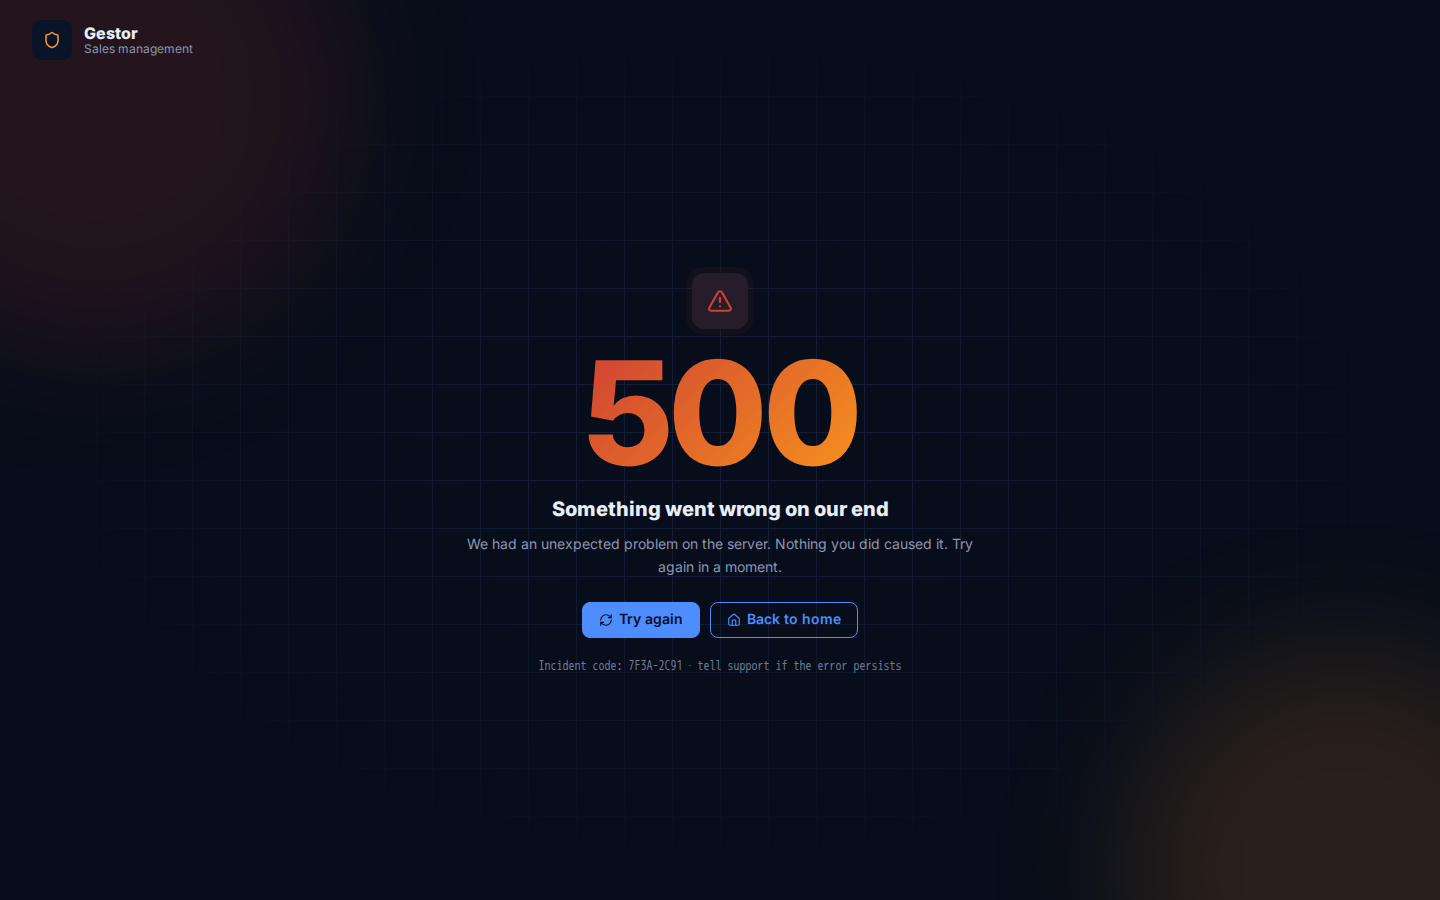 Gestor
Sales management
500
Something went wrong on our end
We had an unexpected problem on the server. Nothing you did caused it. Try
again in a moment.
Try again
Back to home
Incident code: 7F3A-2C91 · tell support if the error persists